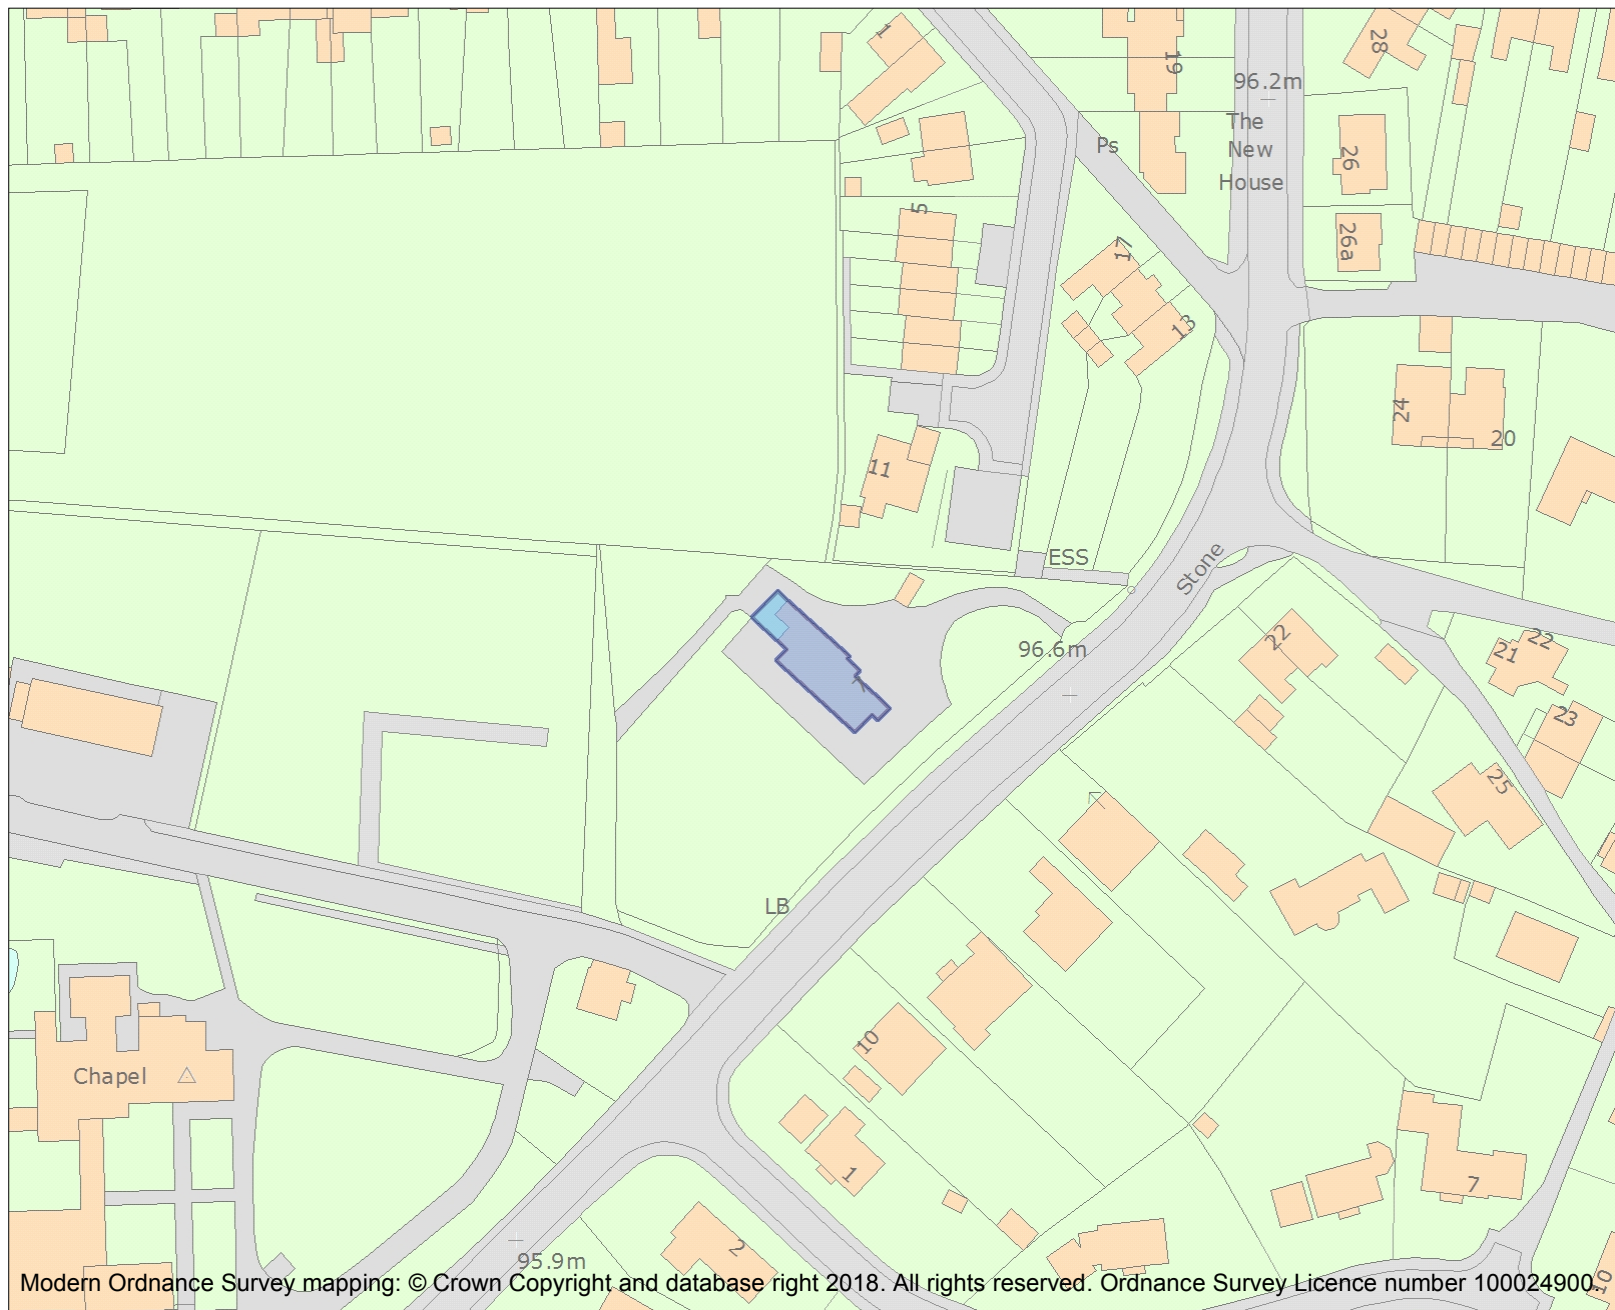 1
19
28
96.2m
The
New
House
Ps
26
5
26a
17
13
24
20
11
ESS
Stone
96.6m
22
22
21
23
25
LB
10
Chapel
1
7
2
95.9m
10
Modern Ordnance Survey mapping: © Crown Copyright and database right 2018. All rights reserved. Ordnance Survey Licence number 100024900.